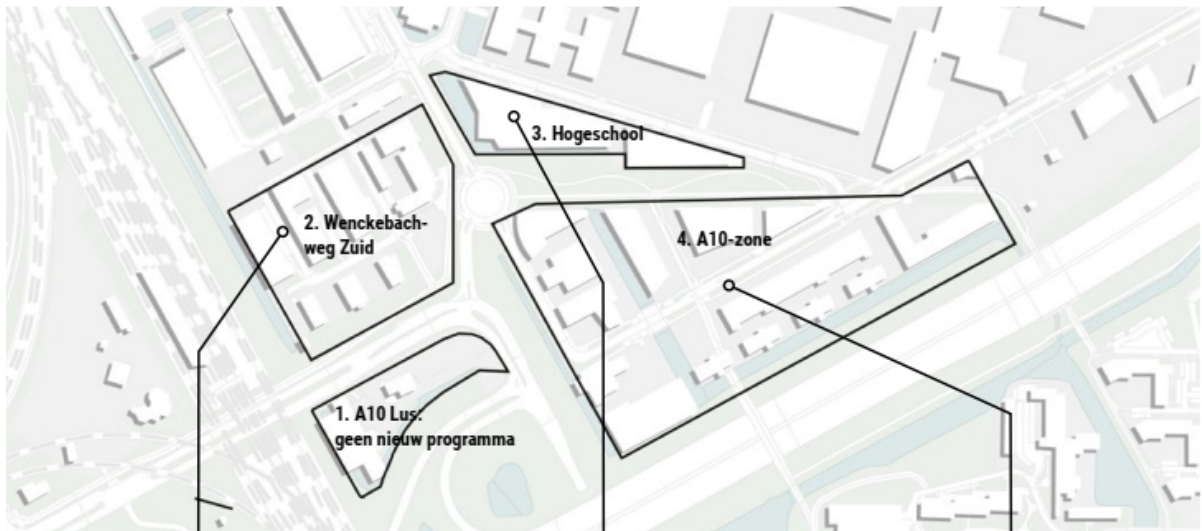 3. Hogeschool
2. Wenckebach-
weg Zuid
4. A10-zone
1. A10 Lus:
geen nieuw programma